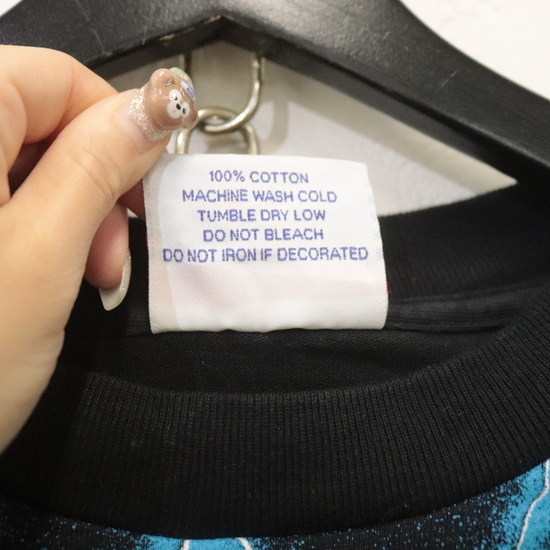 100% COTTON
MACHINE WASH COLD
TUMBLE DRY LOW
DO NOT BLEACH
DO NOT IRON IF DECORATED